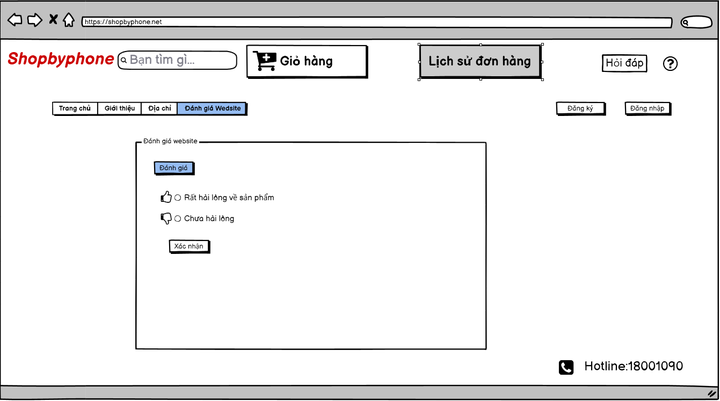 https://shopbyphone.net
Shopbyphone
Bạn tìm gì...
Giỏ hàng
Lịch sử đơn hàng
Hỏi đáp
?
Trang chủ
Giới thiệu
Địa chỉ
Đánh giá Wedsite
Đăng ký
Đăng nhập
Đánh giá website
Đánh giá
Rất hài lông về sản phẩm
Chưa hài lông
Xác nhận
Hotline:18001090